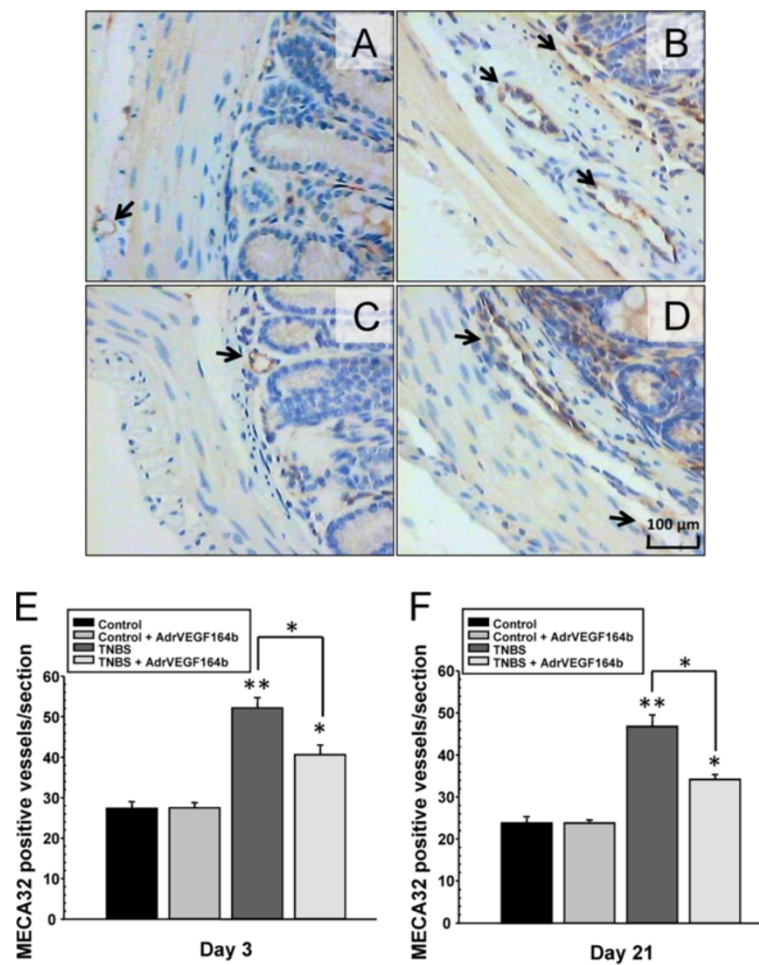 A
B
C
D
100 µm
E
Control
Control + AdrVEGF164b
TNBS
TNBS + AdrVEGF164b
MECA32 positive vessels/section
60
50
40
30
20
10
0
*
**
*
Day 3
F
Control
Control + AdrVEGF164b
TNBS
TNBS + AdrVEGF164b
MECA32 positive vessels/section
60
50
40
30
20
10
0
*
**
*
Day 21